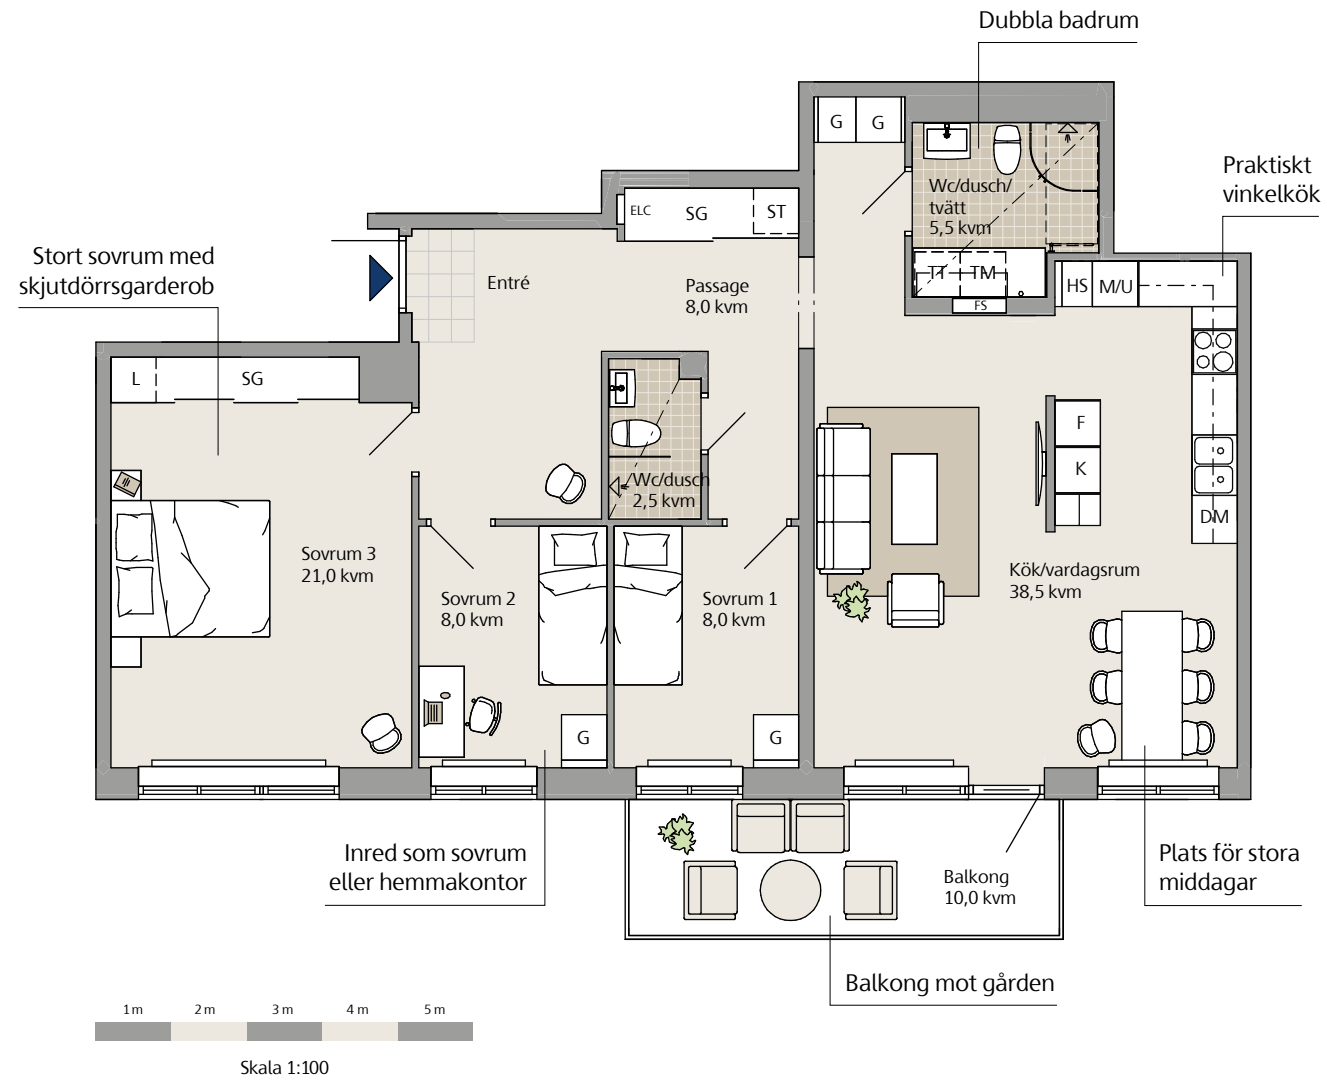 Dubbla badrum
G
G
Praktiskt
vinkelkök
Wc/dusch/
tvätt
5,5 kvm
ELC
SG
ST
Stort sovrum med
skjutdörrsgarderob
Entré
Passage
8,0 kvm
TT
TM
FS
HS
M/U
L
SG
F
K
DM
Wc/dusch
2,5 kvm
Sovrum 3
21,0 kvm
Sovrum 2
8,0 kvm
Sovrum 1
8,0 kvm
Kök/vardagsrum
38,5 kvm
G
G
Inred som sovrum
eller hemmakontor
Balkong
10,0 kvm
Plats för stora
middagar
Balkong mot gården
1 m
2 m
3 m
4 m
5 m
Skala 1:100